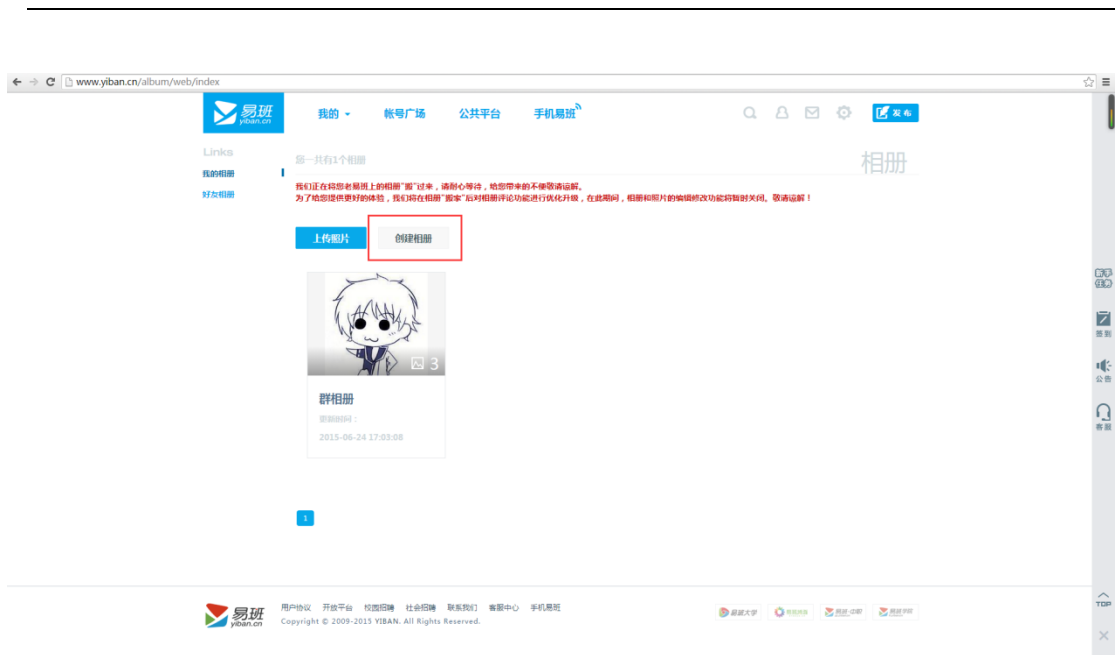 www.yiban.cn/album/web/index
易班
yiban.cn
我的
帐号广场
公共平台
手机易班
发布
Links
我的相册
好友相册
您一共有1个相册
相册
我们正在将您老易班上的相册"搬"过来，请耐心等待，给您带来的不便敬请谅解。
为了给您提供更好的体验，我们将在相册"搬家"后对相册评论功能进行优化升级，在此期间，相册和照片的编辑修改功能将暂时关闭。敬请谅解！
上传照片
创建相册
3
群相册
更新时间：
2015-06-24 17:03:08
1
新手
任务
签到
公告
客服
TOP
易班
yiban.cn
用户协议 开放平台 校园招聘 社会招聘 联系我们 客服中心 手机易班
Copyright © 2009-2015 YIBAN. All Rights Reserved.
易班大学